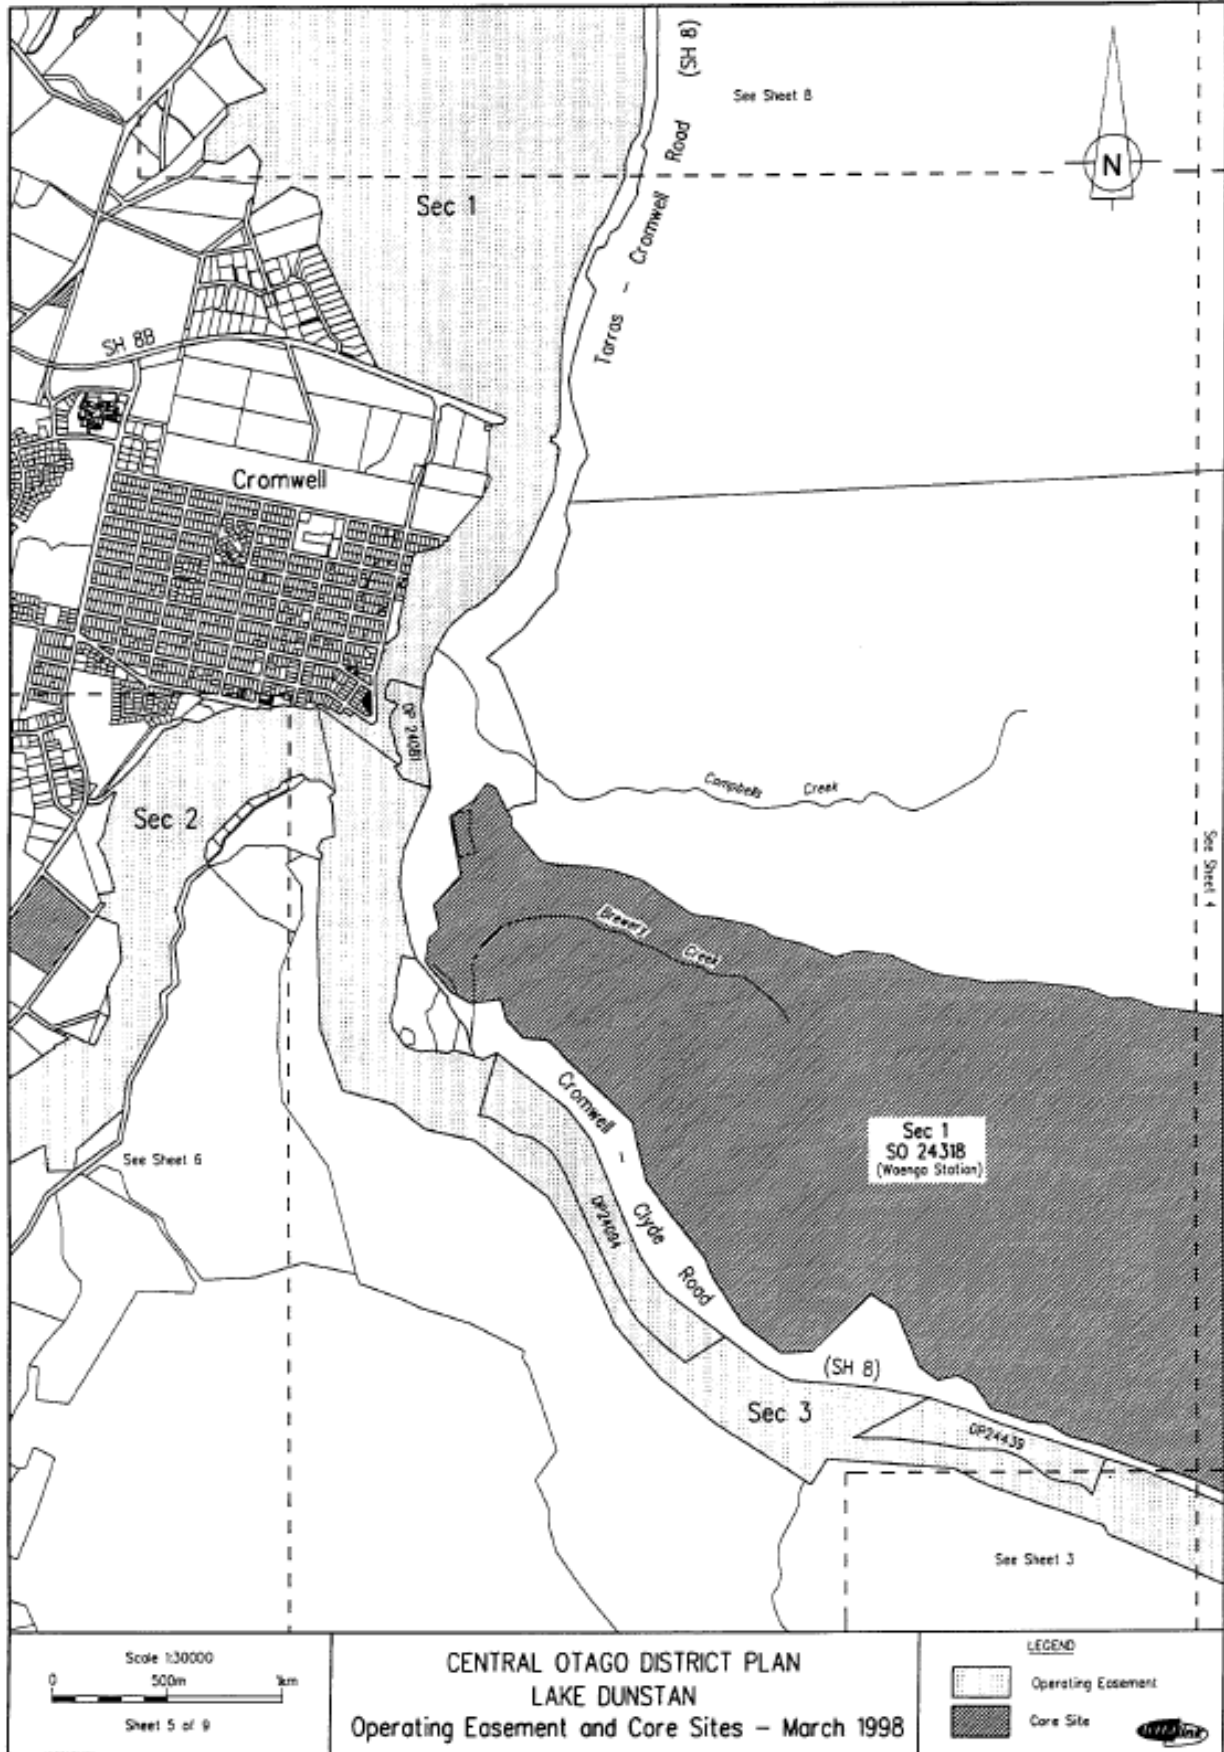 (SH 8)
See Sheet 8
N
Sec 1
Tarras - Cromwell Road
SH 8B
Cromwell
DP 24081
Campbells Creek
Sec 2
See Sheet 4
Brewery Creek
Sec 1
SO 24318
(Waenga Station)
Cromwell - Clyde Road
See Sheet 6
(SH 8)
Sec 3
DP24439
See Sheet 3
Scale 1:30000
0 500m 1km
Sheet 5 of 9
CENTRAL OTAGO DISTRICT PLAN
LAKE DUNSTAN
Operating Easement and Core Sites - March 1998
LEGEND
Operating Easement
Core Site